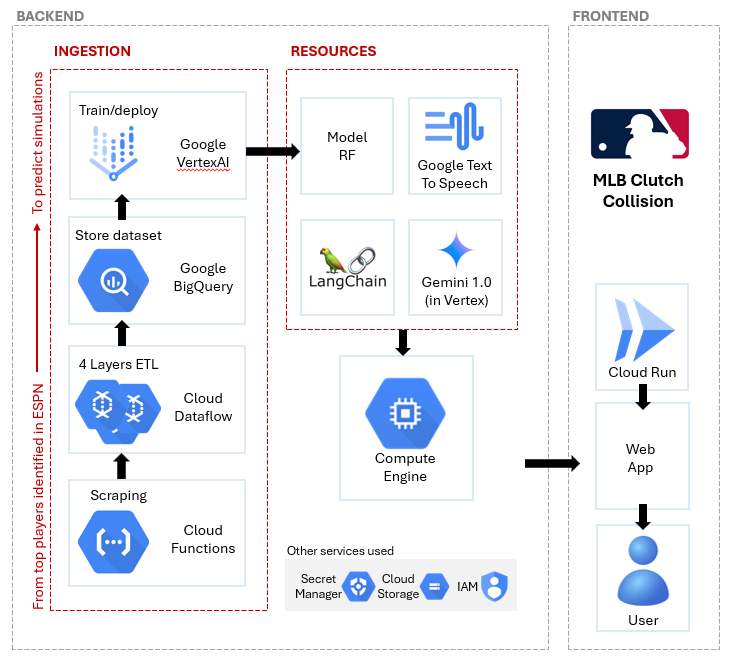 BACKEND
INGESTION
From top players identified in ESPN
To predict simulations
Train/deploy
Google
VertexAI
Store dataset
Google
BigQuery
4 Layers ETL
Cloud
Dataflow
Scraping
Cloud
Functions
RESOURCES
Model
RF
Google Text
To Speech
LangChain
Gemini 1.0
(in Vertex)
Compute
Engine
Other services used
Secret
Manager
Cloud
Storage
IAM
FRONTEND
MLB Clutch
Collision
Cloud Run
Web
App
User